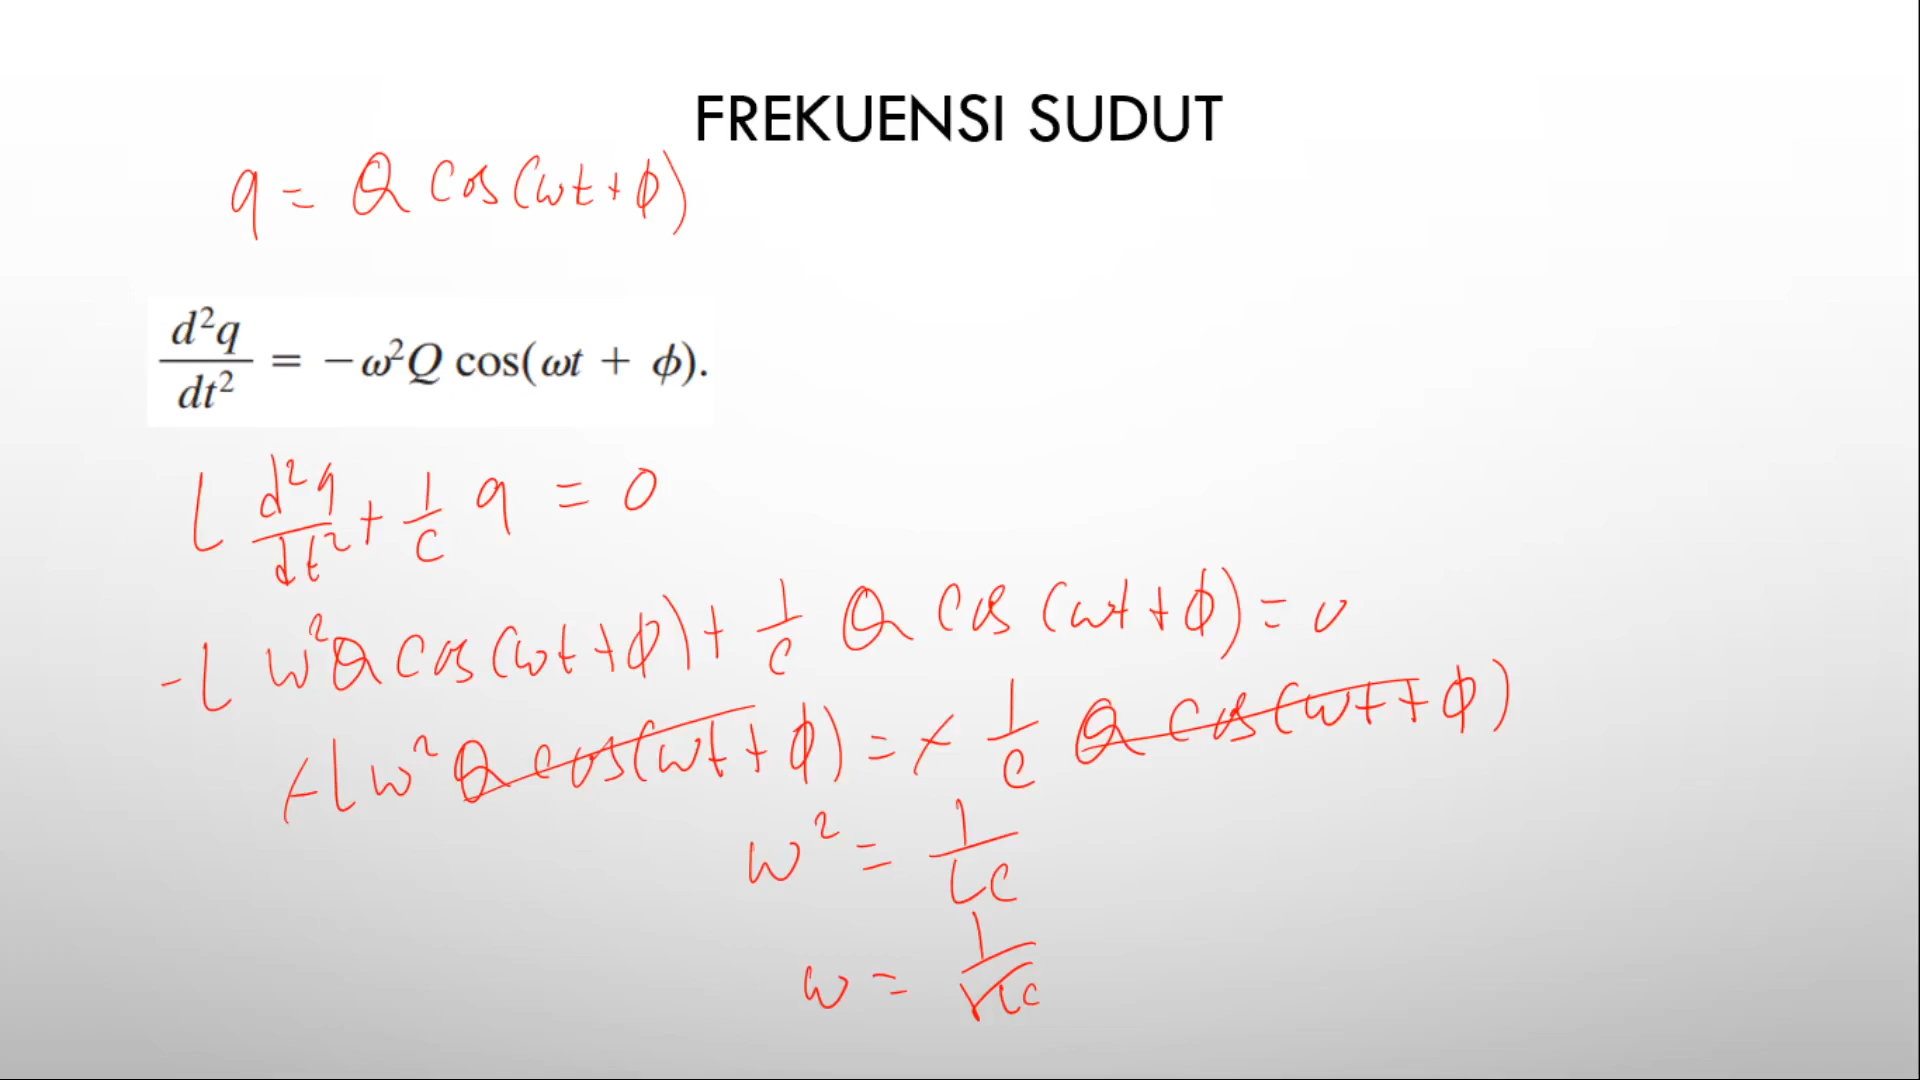 FREKUENSI SUDUT
q = Q cos(ωt + ϕ)
d²q/dt² = −ω²Q cos(ωt + ϕ).
L d²q/dt² + 1/C q = 0
-L ω² Q cos(ωt + ϕ) + 1/C Q cos(ωt + ϕ) = 0
-L ω² Q cos(ωt + ϕ) = - 1/C Q cos(ωt + ϕ)
ω² = 1/LC
ω = 1/√LC